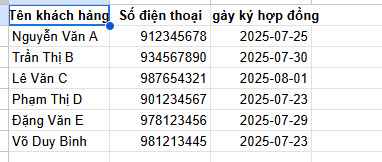 Tên khách hàng Số điện thoại gày ký hợp đồng
Nguyễn Văn A 912345678 2025-07-25
Trần Thị B 934567890 2025-07-30
Lê Văn C 987654321 2025-08-01
Phạm Thị D 901234567 2025-07-23
Đặng Văn E 978123456 2025-07-29
Võ Duy Bình 981213445 2025-07-23